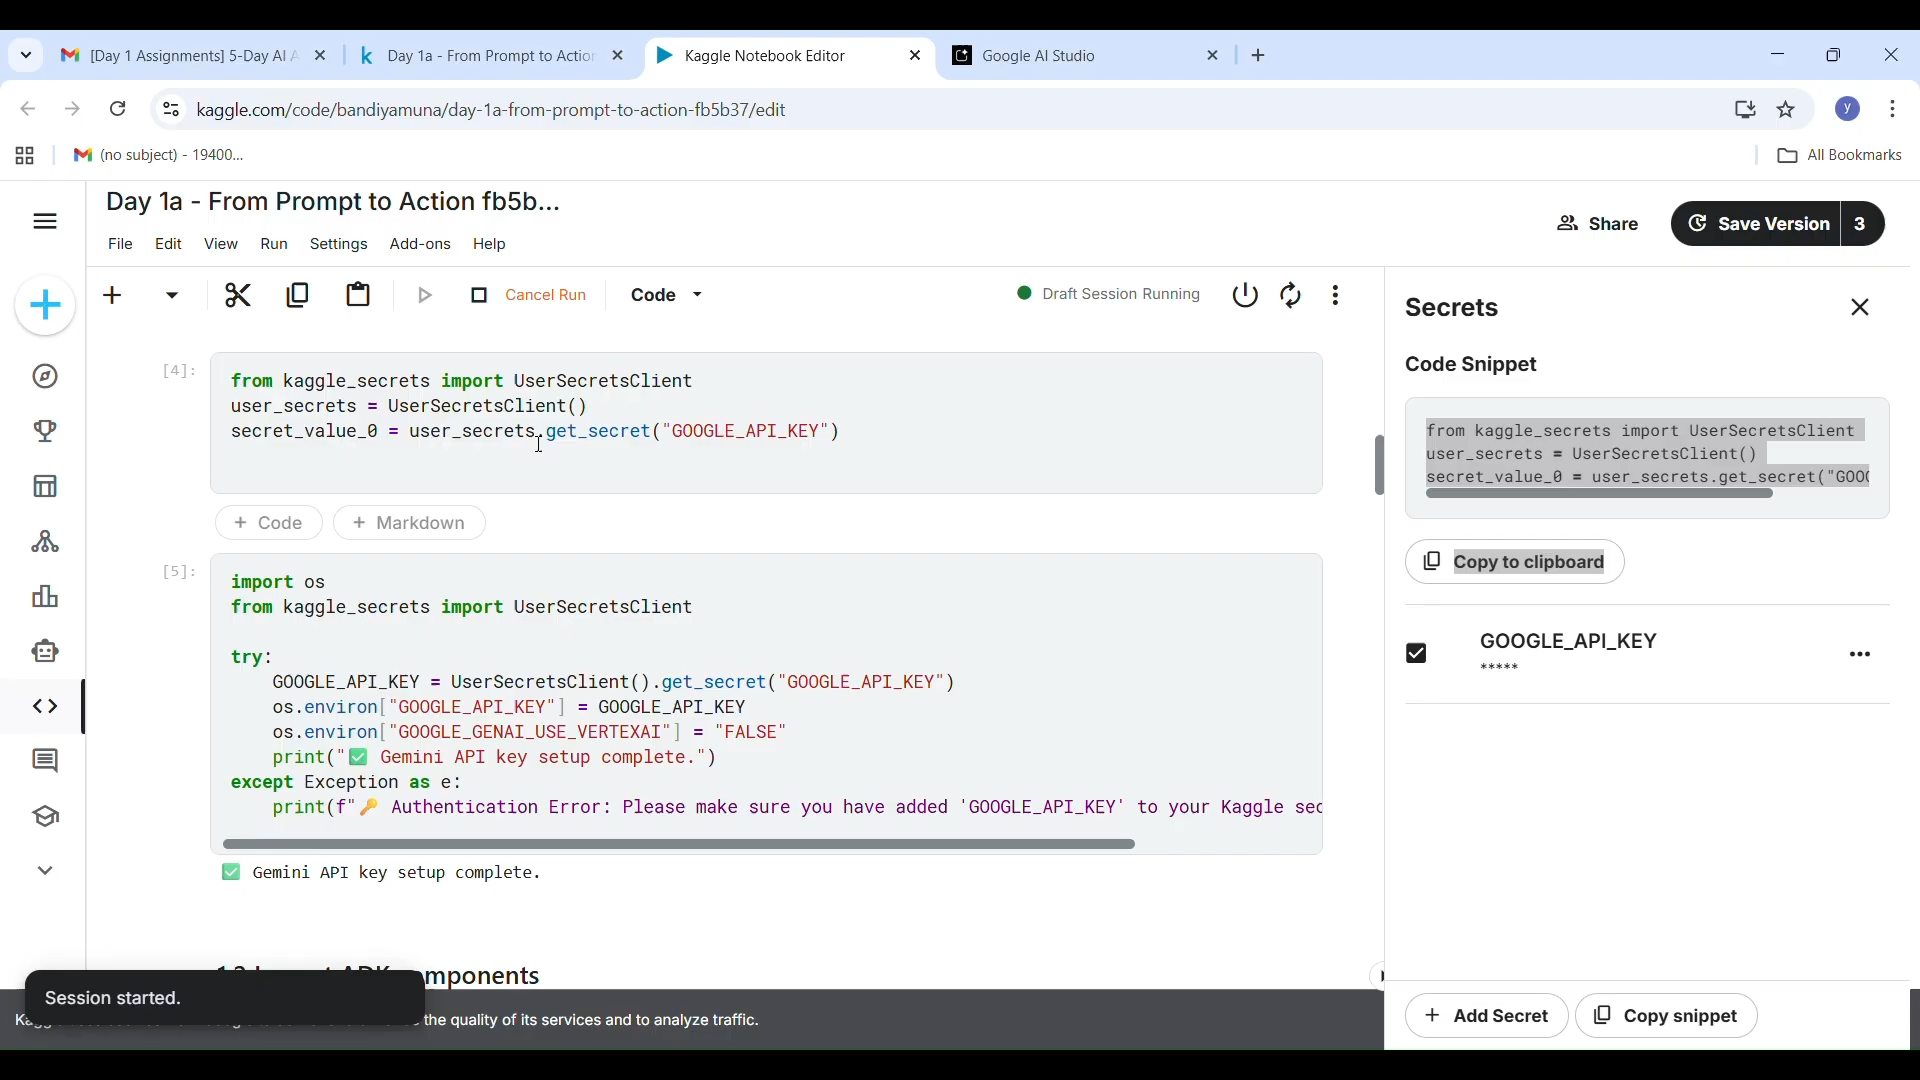 [Day 1 Assignments] 5-Day AI A
Day 1a - From Prompt to Action
Kaggle Notebook Editor
Google AI Studio
kaggle.com/code/bandiyamuna/day-1a-from-prompt-to-action-fb5b37/edit
y
(no subject) - 19400...
All Bookmarks
Day 1a - From Prompt to Action fb5b...
File Edit View Run Settings Add-ons Help
Share
Save Version 3
Cancel Run
Code
Draft Session Running
[4]:
from kaggle_secrets import UserSecretsClient
user_secrets = UserSecretsClient()
secret_value_0 = user_secrets.get_secret("GOOGLE_API_KEY")
+ Code
+ Markdown
[5]:
import os
from kaggle_secrets import UserSecretsClient
try:
GOOGLE_API_KEY = UserSecretsClient().get_secret("GOOGLE_API_KEY")
os.environ["GOOGLE_API_KEY"] = GOOGLE_API_KEY
os.environ["GOOGLE_GENAI_USE_VERTEXAI"] = "FALSE"
print("✅ Gemini API key setup complete.")
except Exception as e:
print(f"🔑 Authentication Error: Please make sure you have added 'GOOGLE_API_KEY' to your Kaggle sec
✅ Gemini API key setup complete.
mponents
Session started.
the quality of its services and to analyze traffic.
Secrets
Code Snippet
from kaggle_secrets import UserSecretsClient
user_secrets = UserSecretsClient()
secret_value_0 = user_secrets.get_secret("GOO
Copy to clipboard
GOOGLE_API_KEY
*****
+ Add Secret
Copy snippet